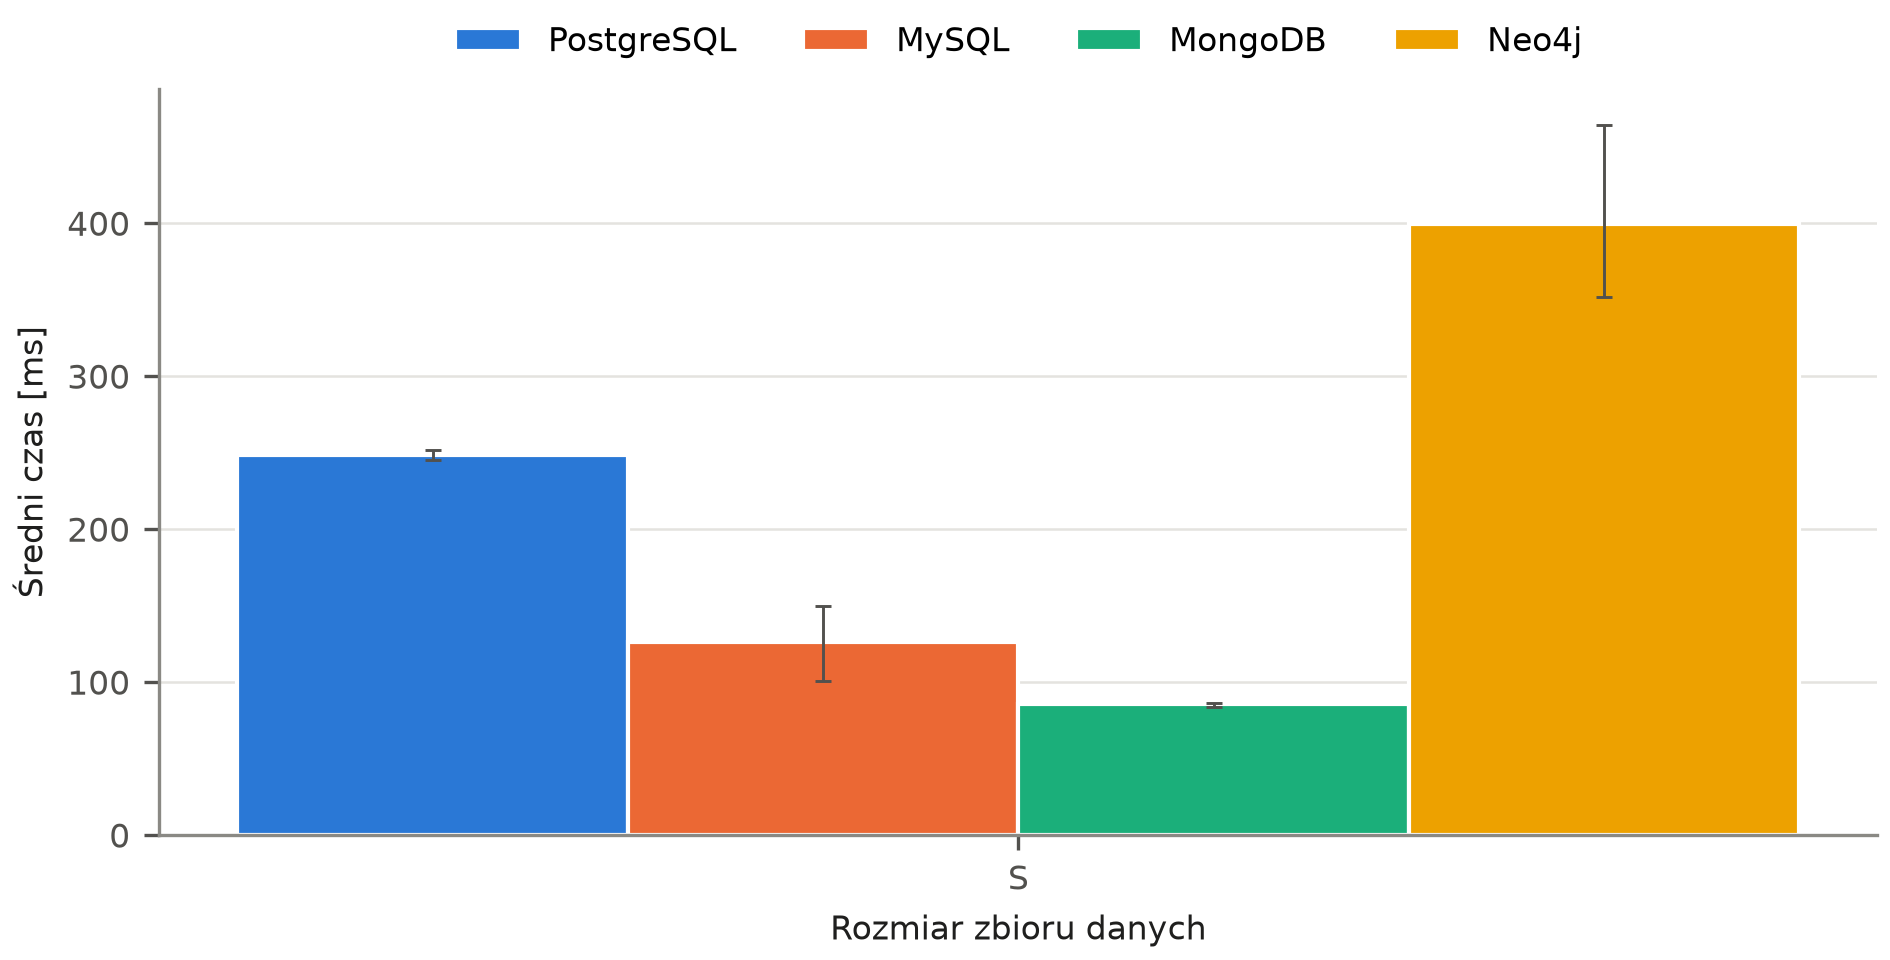 PostgreSQL MySQL MongoDB Neo4j
Średni czas [ms]
400
300
200
100
0
S
Rozmiar zbioru danych